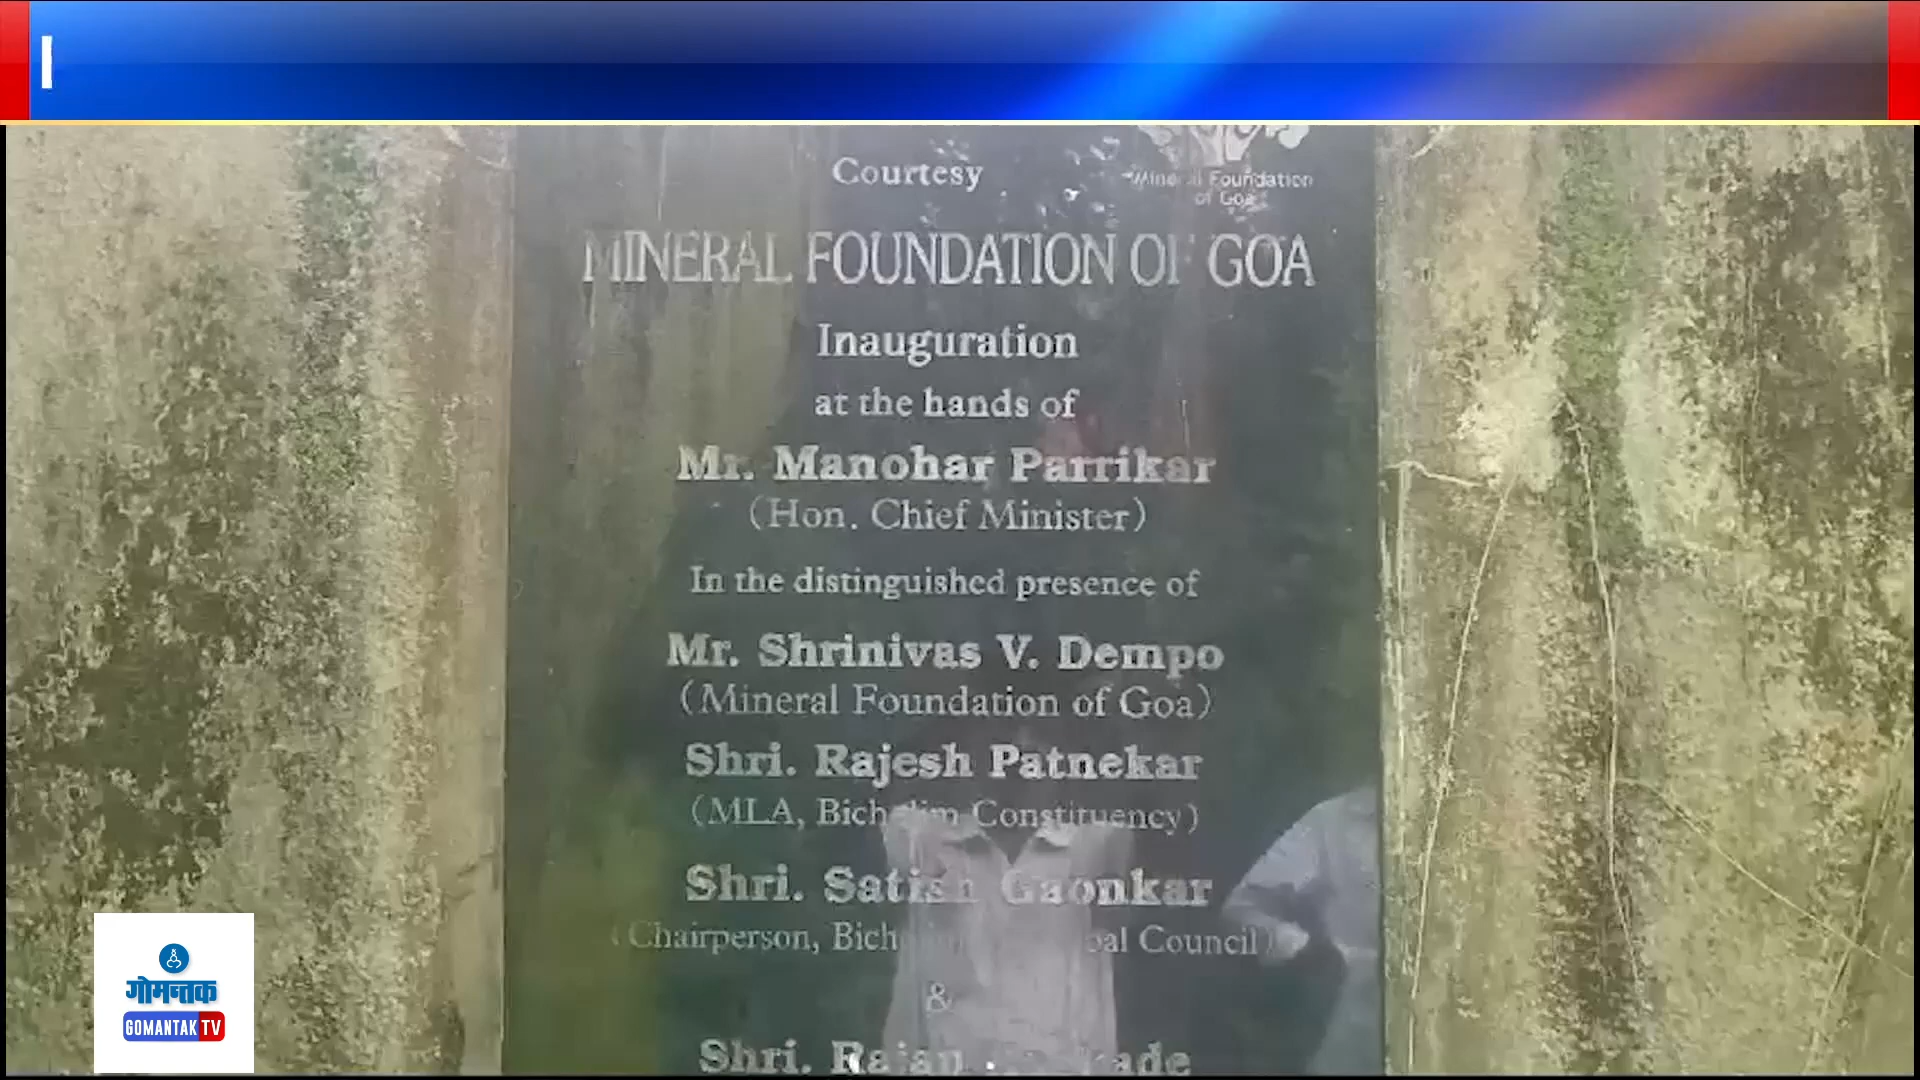 Courtesy
Mineral Foundation
of Goa
MINERAL FOUNDATION OF GOA
Inauguration
at the hands of
Mr. Manohar Parrikar
(Hon. Chief Minister)
In the distinguished presence of
Mr. Shrinivas V. Dempo
(Mineral Foundation of Goa)
Shri. Rajesh Patnekar
(MLA, Bicholim Constituency)
Shri. Satish Gaonkar
(Chairperson, Bicholim Council)
&
Shri. Rajan
गोमन्तक
GOMANTAK TV